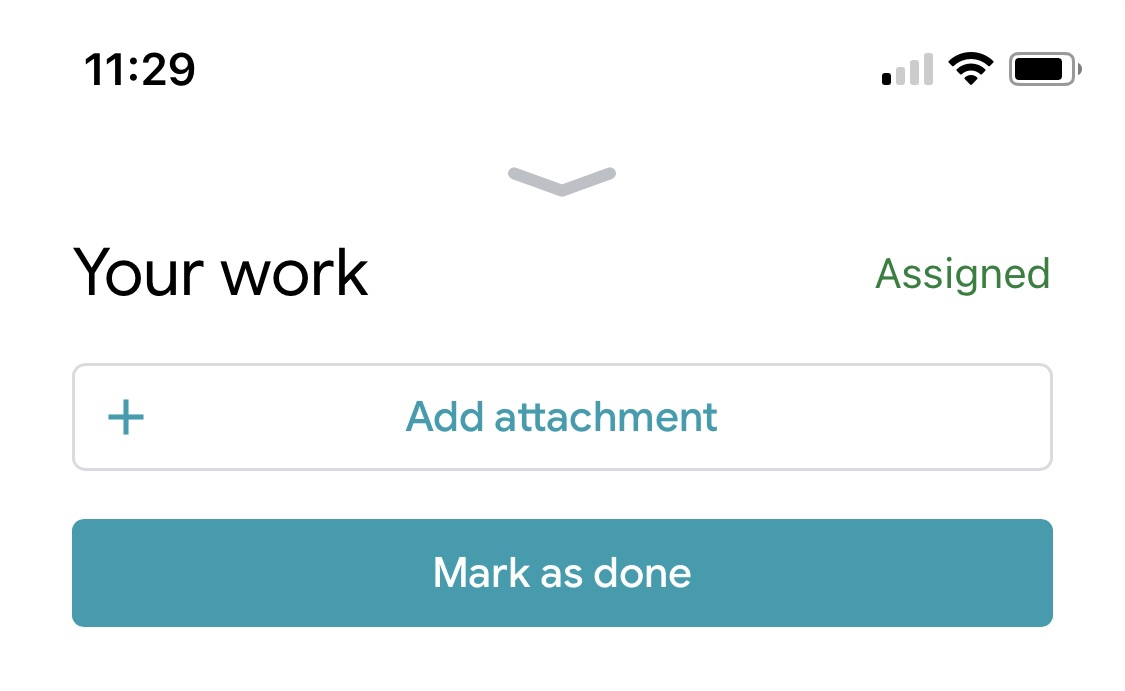 11:29
Your work
Assigned
+ Add attachment
Mark as done